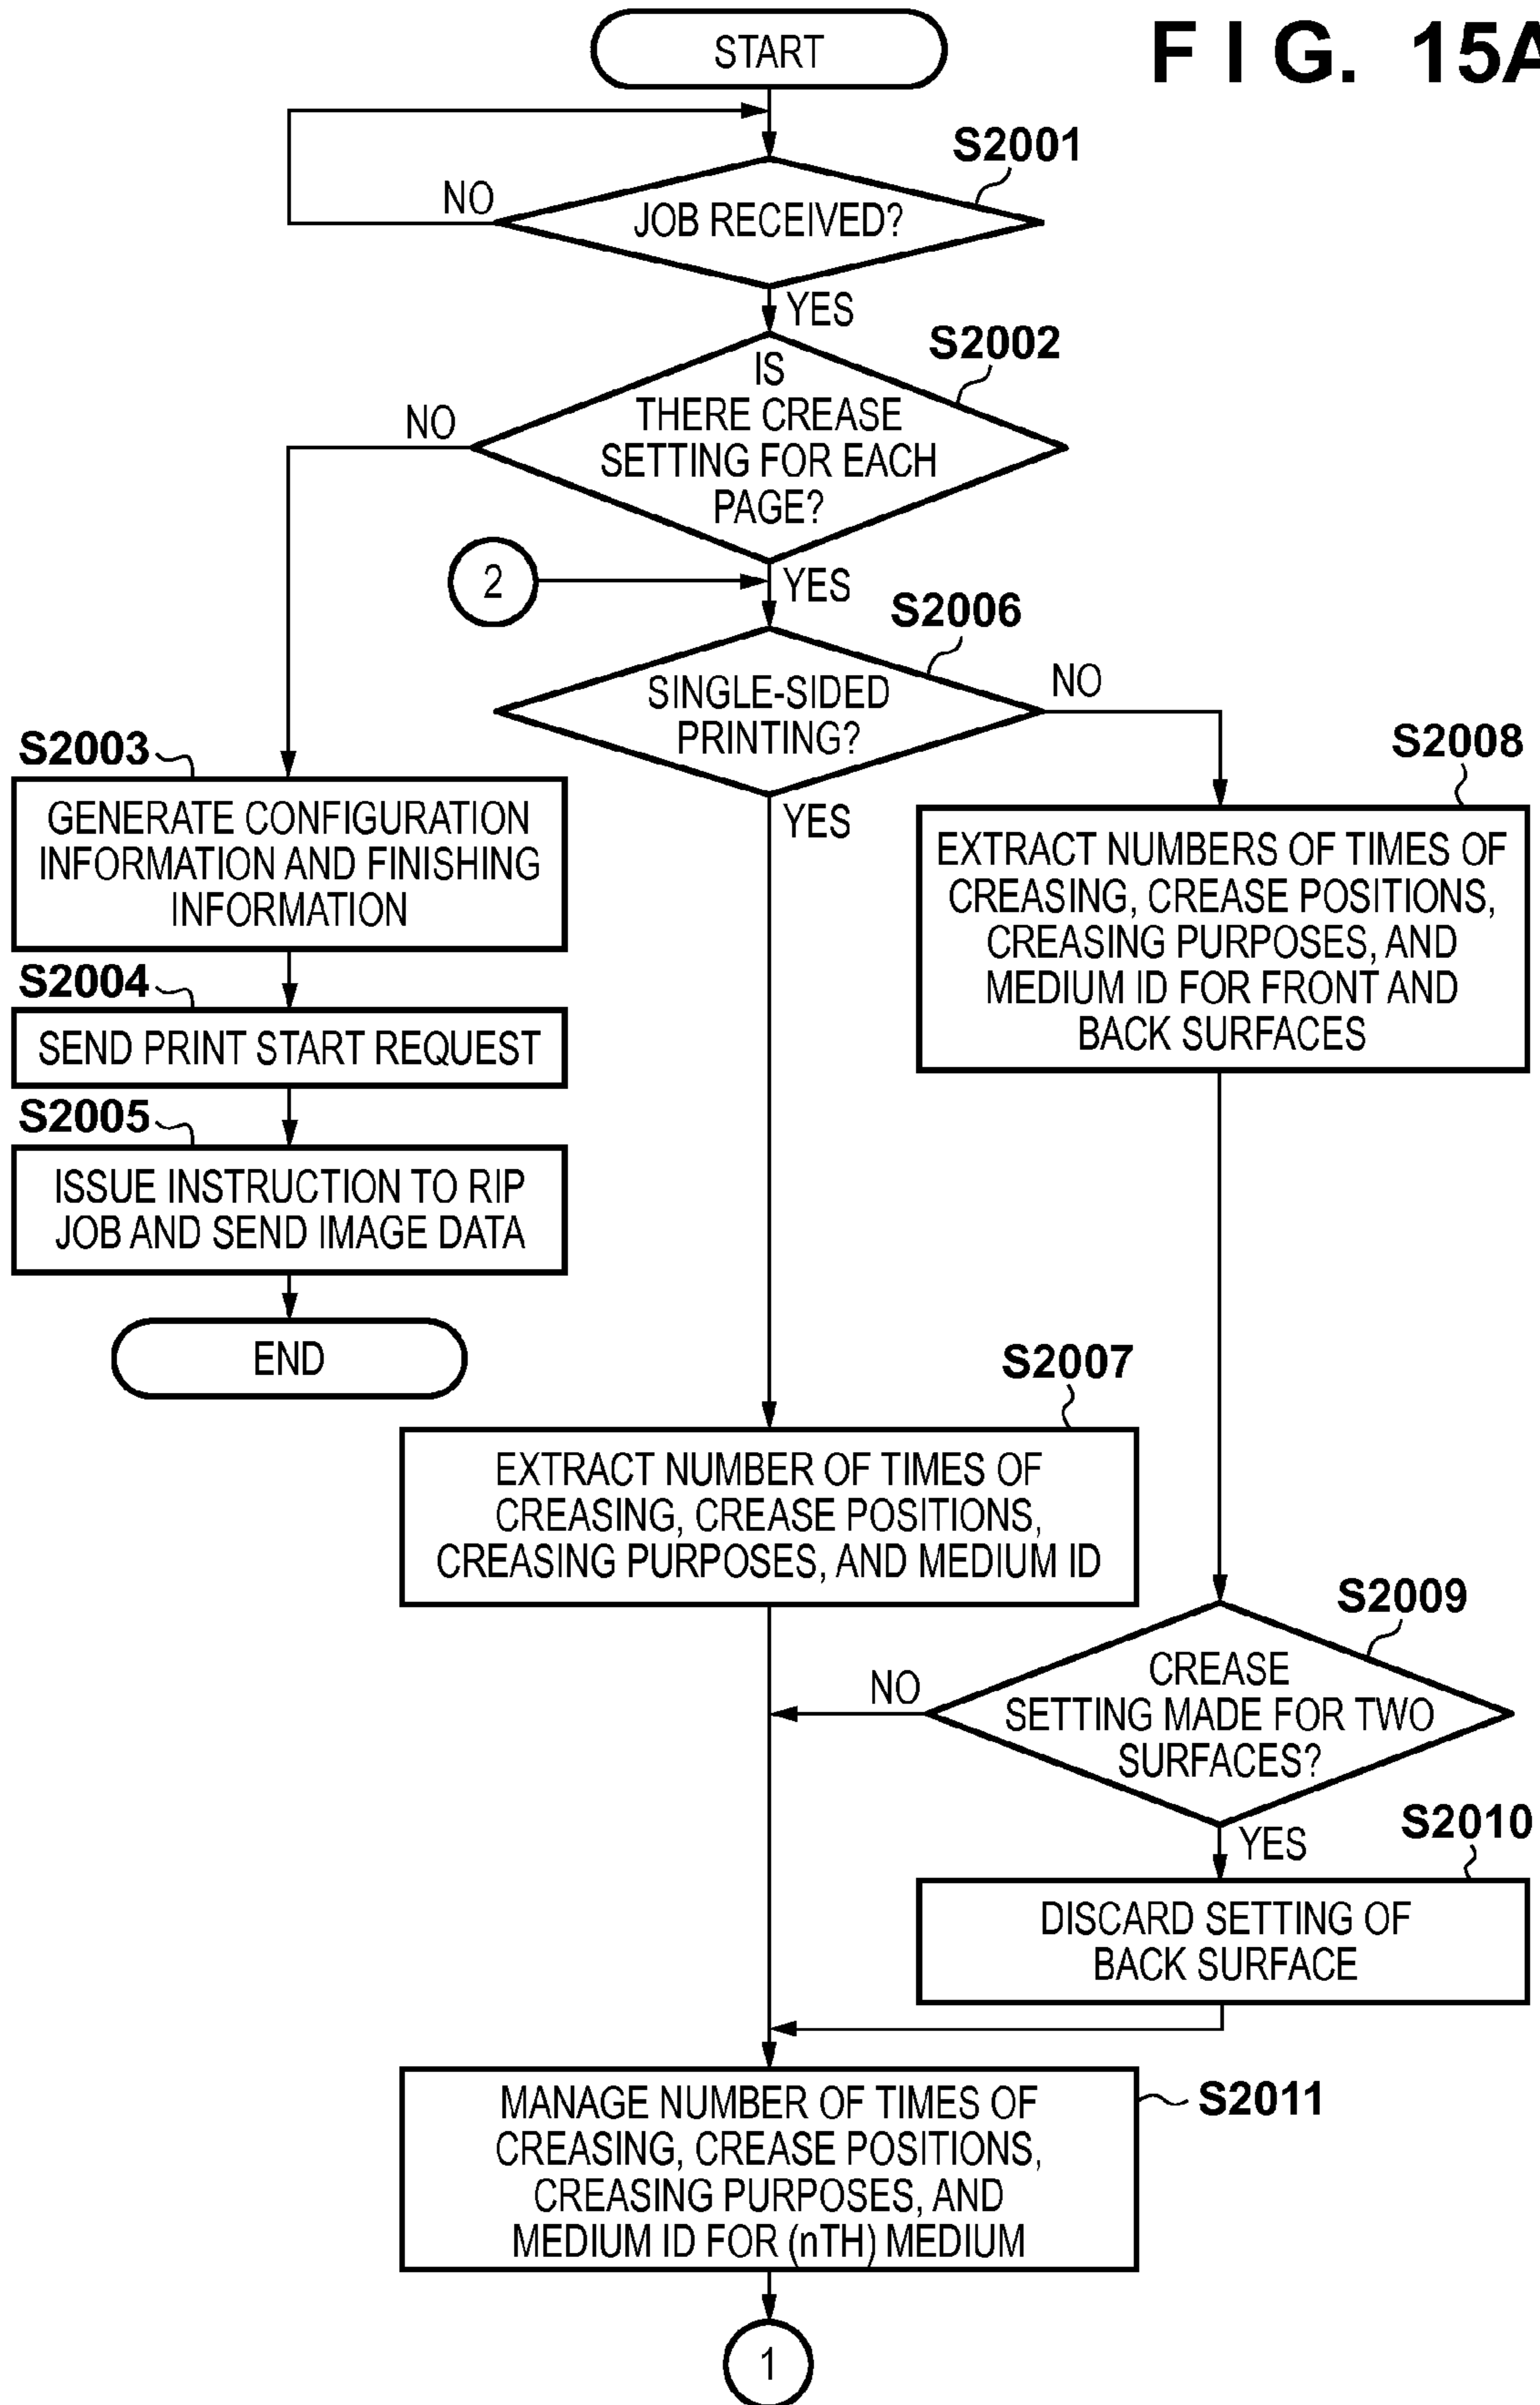 F I G. 15A
START
S2001
NO
JOB RECEIVED?
YES
S2002
IS
THERE CREASE
SETTING FOR EACH
PAGE?
NO
2
YES
S2006
SINGLE-SIDED
PRINTING?
NO
YES
S2003
GENERATE CONFIGURATION
INFORMATION AND FINISHING
INFORMATION
S2004
SEND PRINT START REQUEST
S2005
ISSUE INSTRUCTION TO RIP
JOB AND SEND IMAGE DATA
END
S2008
EXTRACT NUMBERS OF TIMES OF
CREASING, CREASE POSITIONS,
CREASING PURPOSES, AND
MEDIUM ID FOR FRONT AND
BACK SURFACES
S2007
EXTRACT NUMBER OF TIMES OF
CREASING, CREASE POSITIONS,
CREASING PURPOSES, AND MEDIUM ID
S2009
CREASE
SETTING MADE FOR TWO
SURFACES?
NO
YES
S2010
DISCARD SETTING OF
BACK SURFACE
S2011
MANAGE NUMBER OF TIMES OF
CREASING, CREASE POSITIONS,
CREASING PURPOSES, AND
MEDIUM ID FOR (nTH) MEDIUM
1